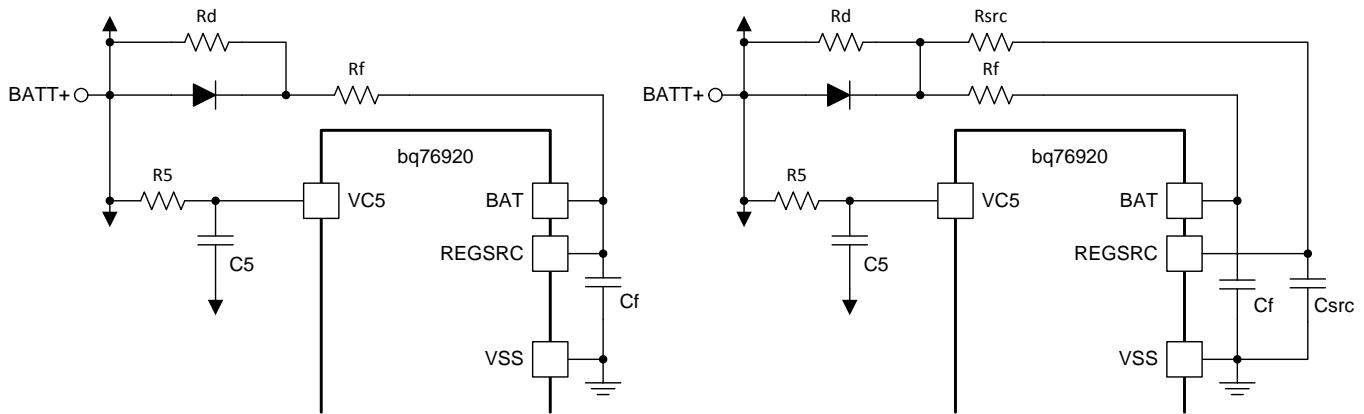 Rd
Rf
BATT+
bq76920
R5
VC5
BAT
C5
REGSRC
Cf
VSS
Rd
Rsrc
Rf
BATT+
bq76920
R5
VC5
BAT
C5
REGSRC
Cf
Csrc
VSS